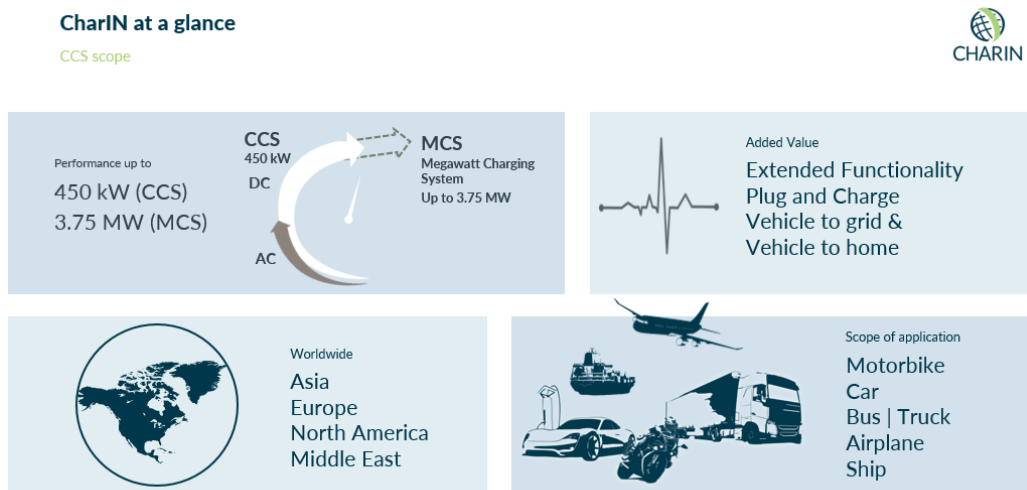 CharIN at a glance
CCS scope
CHARIN
Performance up to
450 kW (CCS)
3.75 MW (MCS)
CCS
450 kW
DC
AC
MCS
Megawatt Charging
System
Up to 3.75 MW
Added Value
Extended Functionality
Plug and Charge
Vehicle to grid &
Vehicle to home
Worldwide
Asia
Europe
North America
Middle East
Scope of application
Motorbike
Car
Bus | Truck
Airplane
Ship